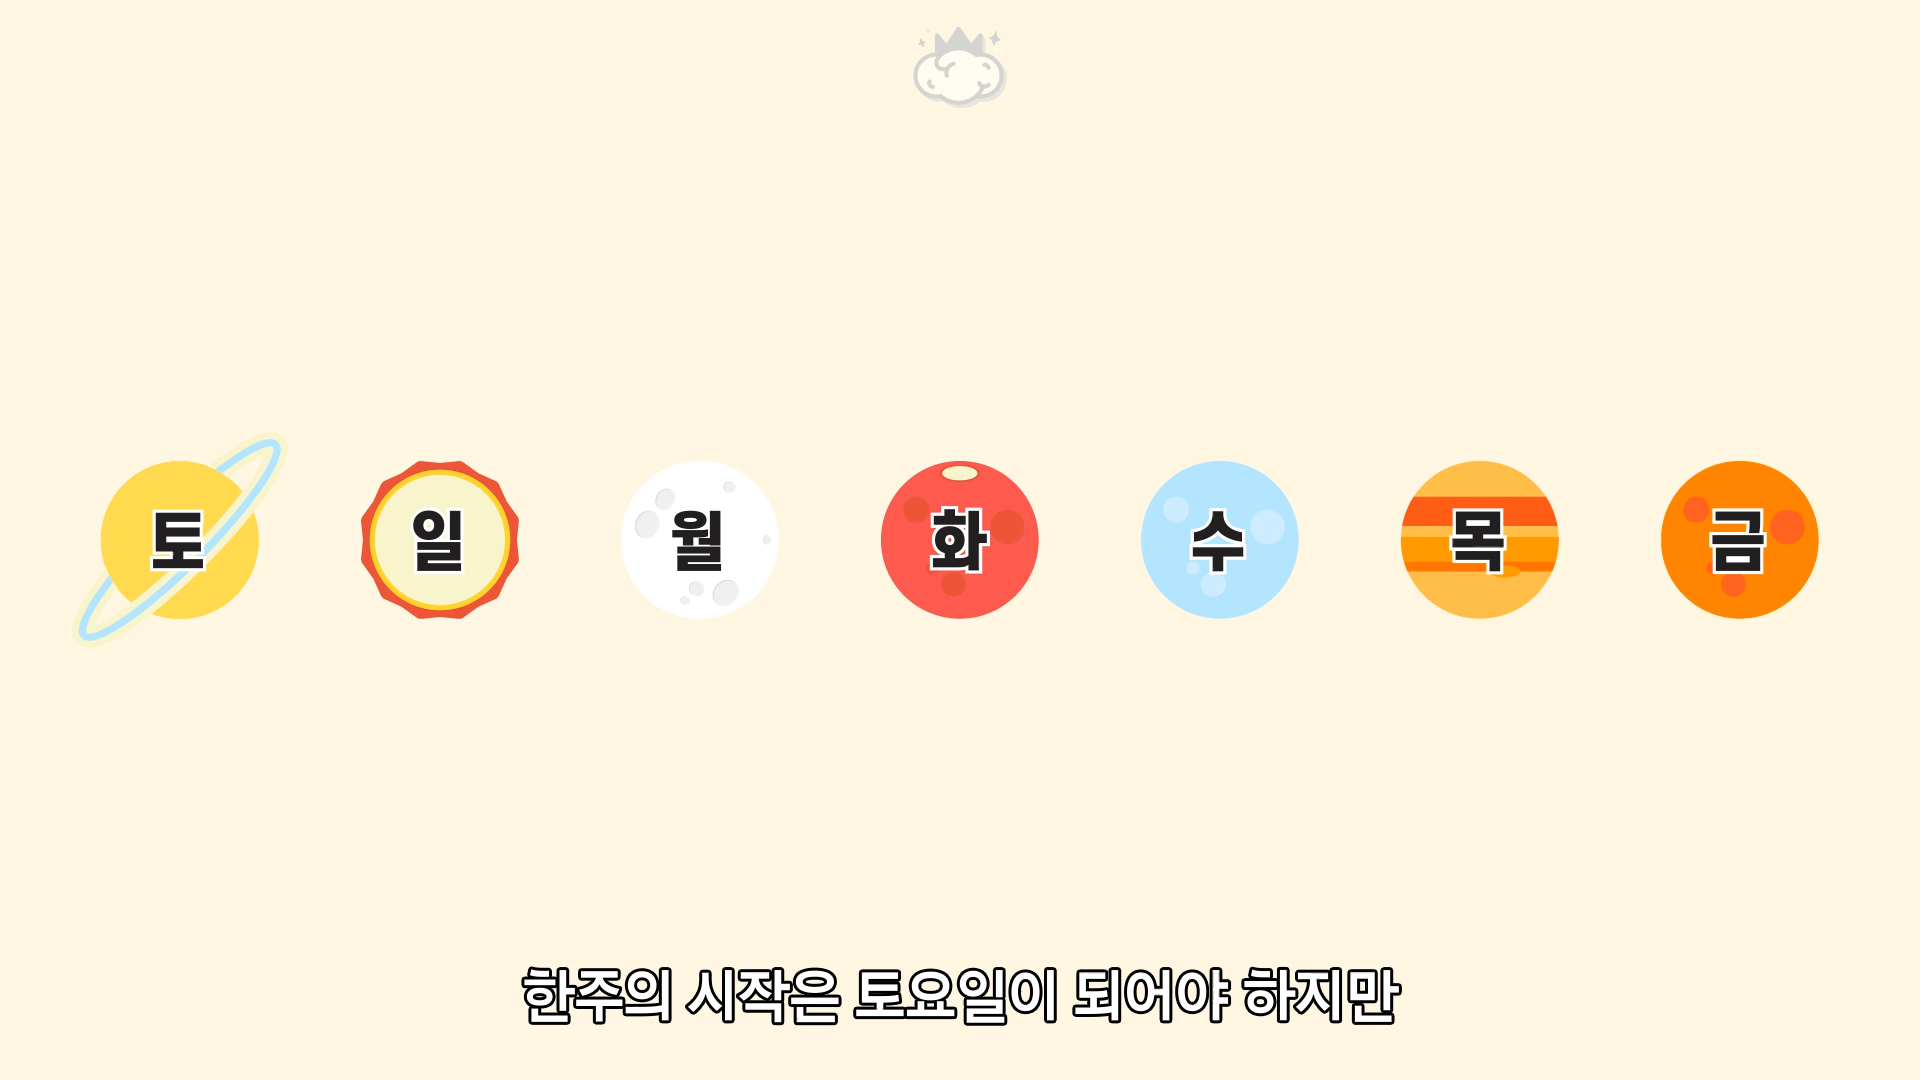 토 일 월 화 수 목 금
한주의 시작은 토요일이 되어야 하지만